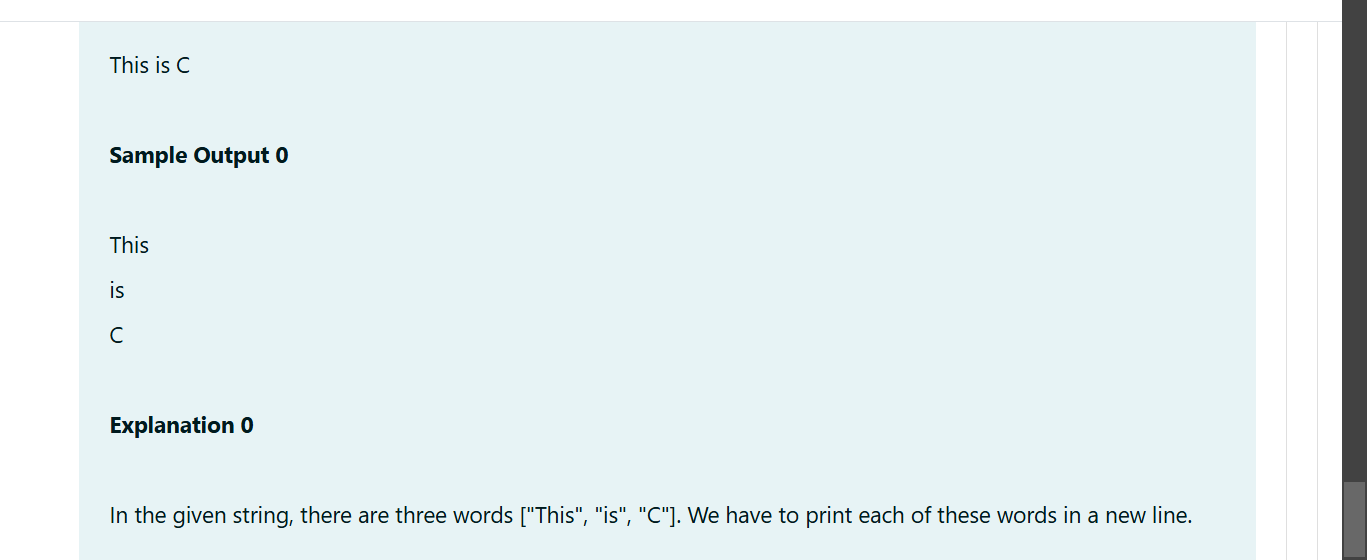 This is C
Sample Output 0
This
is
C
Explanation 0
In the given string, there are three words ["This", "is", "C"]. We have to print each of these words in a new line.